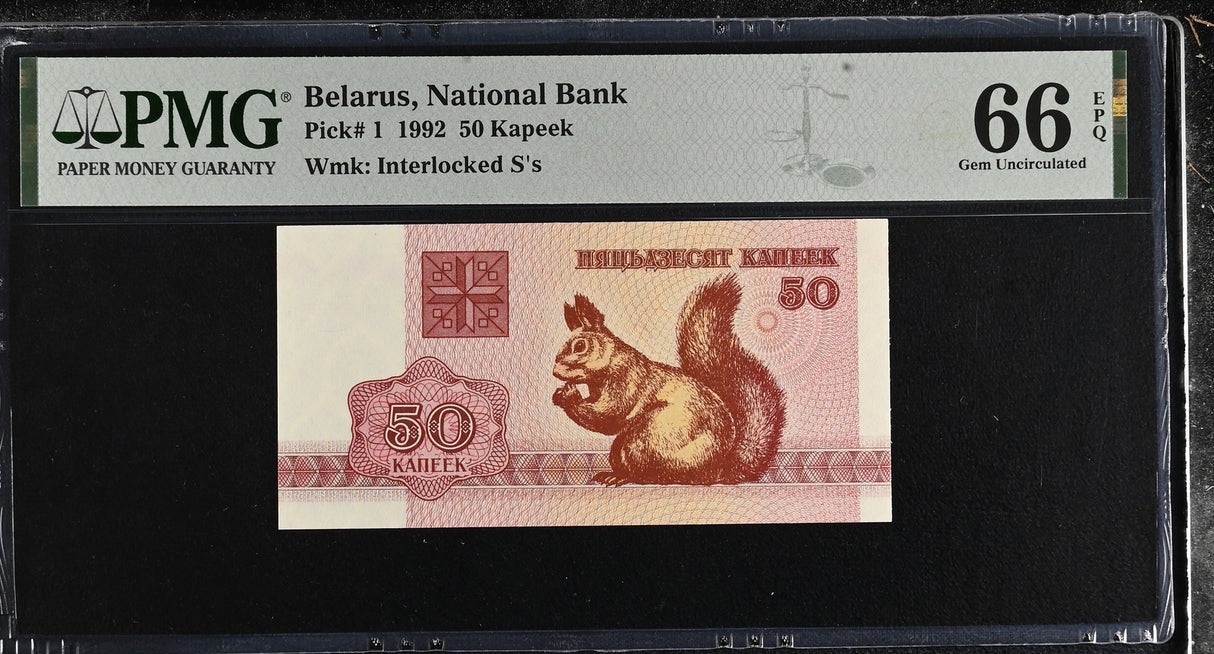 PMG®
PAPER MONEY GUARANTY
Belarus, National Bank
Pick# 1 1992 50 Kapeek
Wmk: Interlocked S's
66
EPQ
Gem Uncirculated
ПЯЦЬДЗЕСЯТ КАПЕЕК
50
50
КАПЕЕК